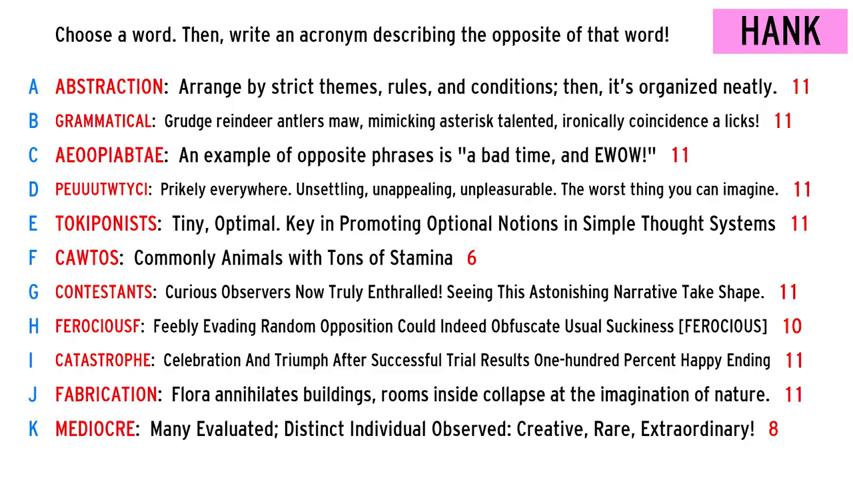 Choose a word. Then, write an acronym describing the opposite of that word!
HANK
A ABSTRACTION: Arrange by strict themes, rules, and conditions; then, it's organized neatly. 11
B GRAMMATICAL: Grudge reindeer antlers maw, mimicking asterisk talented, ironically coincidence a licks! 11
C AEOOPIABTAE: An example of opposite phrases is "a bad time, and EWOW!" 11
D PEUUUTWTYCI: Prikely everywhere. Unsettling, unappealing, unpleasurable. The worst thing you can imagine. 11
E TOKIPONISTS: Tiny, Optimal. Key in Promoting Optional Notions in Simple Thought Systems 11
F CAWTOS: Commonly Animals with Tons of Stamina 6
G CONTESTANTS: Curious Observers Now Truly Enthralled! Seeing This Astonishing Narrative Take Shape. 11
H FEROCIOUSF: Feebly Evading Random Opposition Could Indeed Obfuscate Usual Suckiness [FEROCIOUS] 10
I CATASTROPHE: Celebration And Triumph After Successful Trial Results One-hundred Percent Happy Ending 11
J FABRICATION: Flora annihilates buildings, rooms inside collapse at the imagination of nature. 11
K MEDIOCRE: Many Evaluated; Distinct Individual Observed: Creative, Rare, Extraordinary! 8